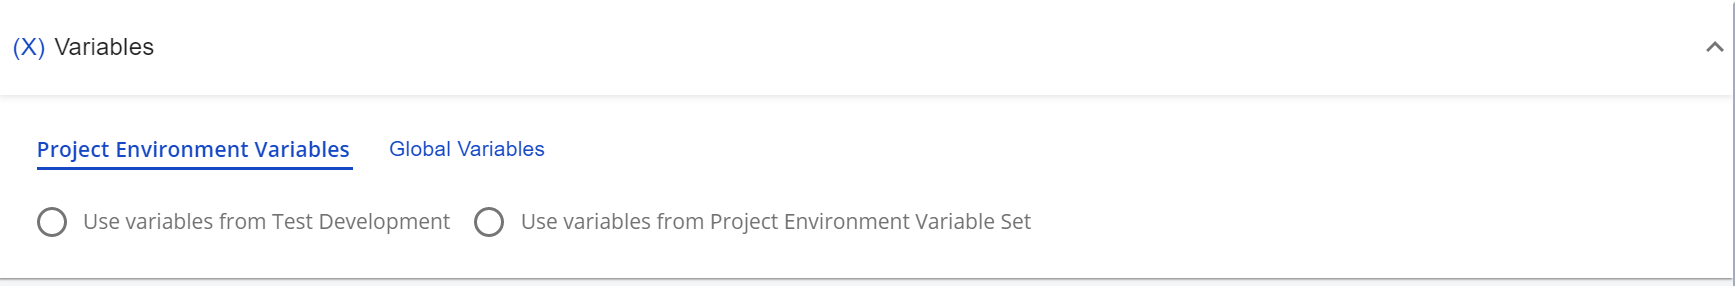 (X) Variables
Project Environment Variables Global Variables
Use variables from Test Development Use variables from Project Environment Variable Set